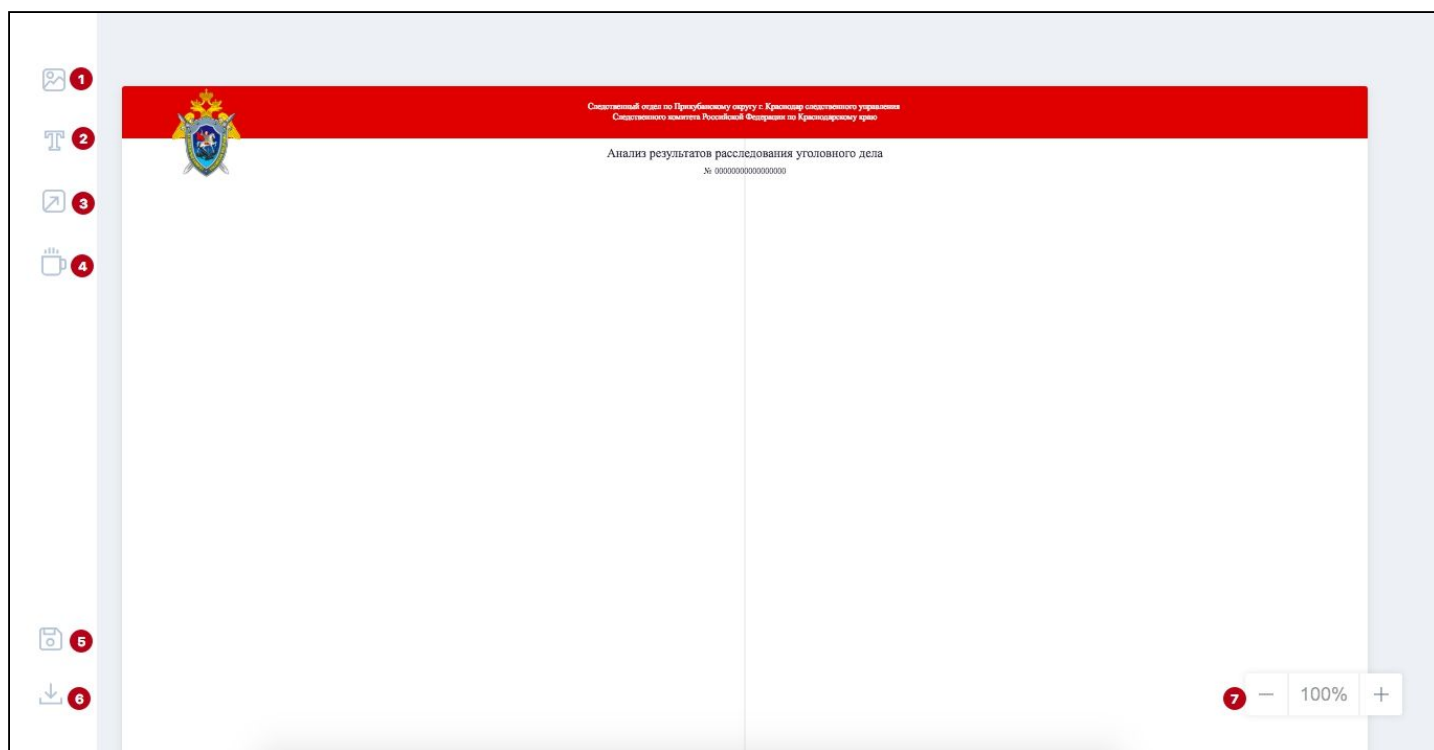 1
Следственный отдел по Прикубанскому округу г. Краснодар следственного управления
Следственного комитета Российской Федерации по Краснодарскому краю
2
Анализ результатов расследования уголовного дела
№ 00000000000000000
3
4
5
6
7 − 100% +